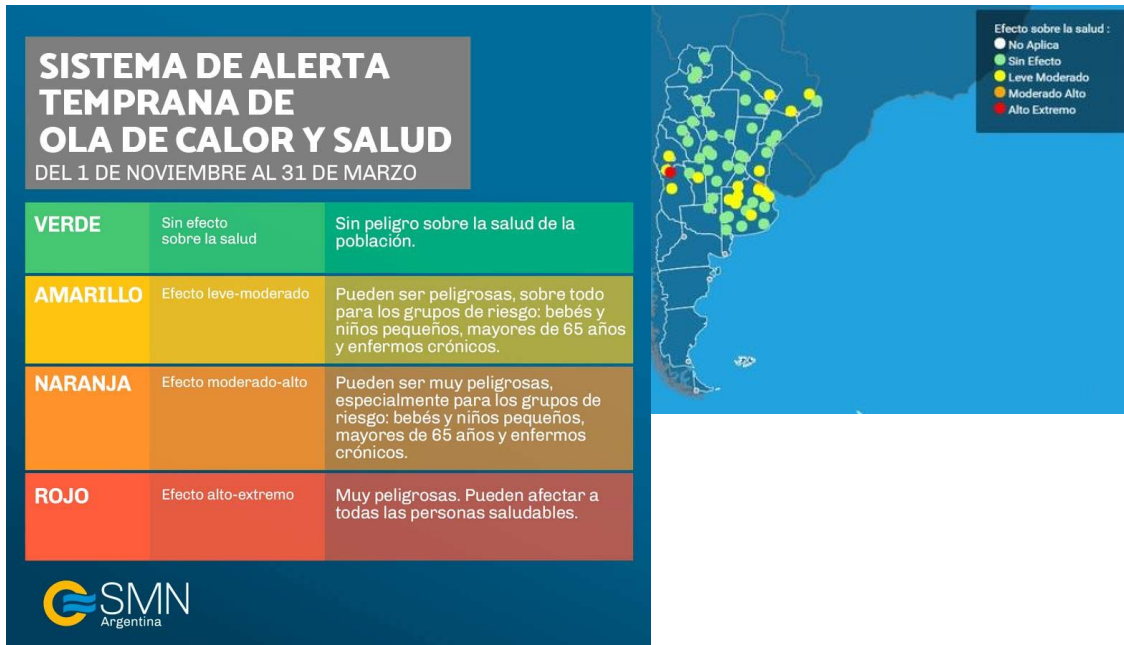 SISTEMA DE ALERTA
TEMPRANA DE
OLA DE CALOR Y SALUD
DEL 1 DE NOVIEMBRE AL 31 DE MARZO
VERDE
Sin efecto
sobre la salud
Sin peligro sobre la salud de la
población.
AMARILLO
Efecto leve-moderado
Pueden ser peligrosas, sobre todo
para los grupos de riesgo: bebés y
niños pequeños, mayores de 65 años
y enfermos crónicos.
NARANJA
Efecto moderado-alto
Pueden ser muy peligrosas,
especialmente para los grupos de
riesgo: bebés y niños pequeños,
mayores de 65 años y enfermos
crónicos.
ROJO
Efecto alto-extremo
Muy peligrosas. Pueden afectar a
todas las personas saludables.
SMN
Argentina
Efecto sobre la salud :
No Aplica
Sin Efecto
Leve Moderado
Moderado Alto
Alto Extremo